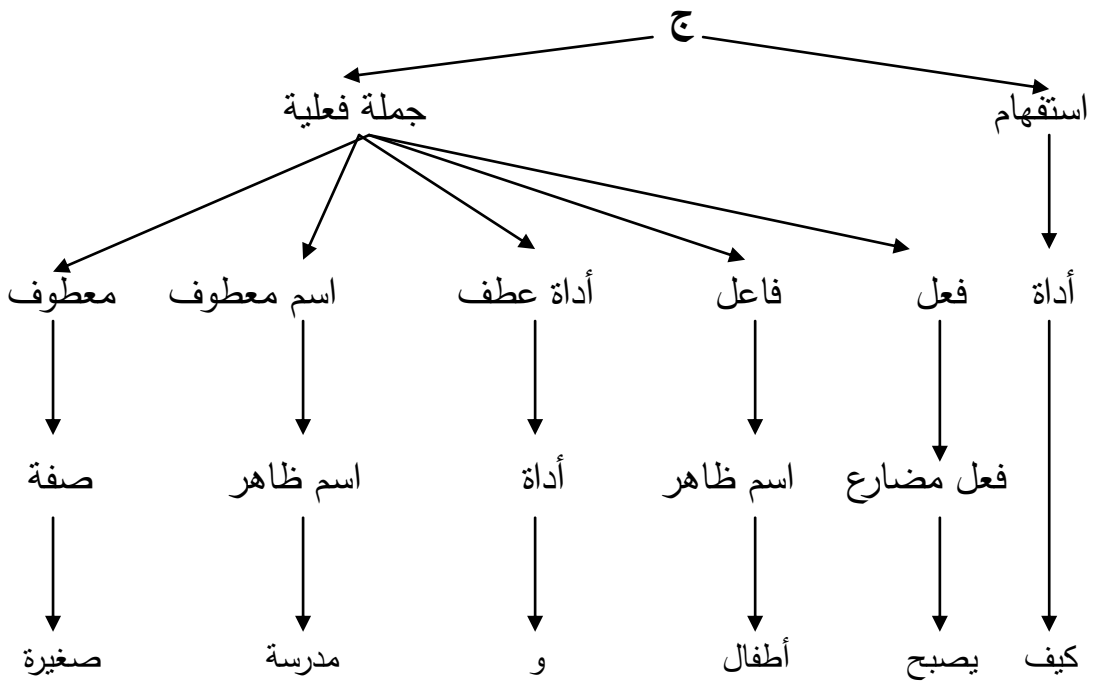 ج
استفهام جملة فعلية
أداة فعل فاعل أداة عطف اسم معطوف معطوف
فعل مضارع اسم ظاهر أداة اسم ظاهر صفة
كيف يصبح أطفال و مدرسة صغيرة